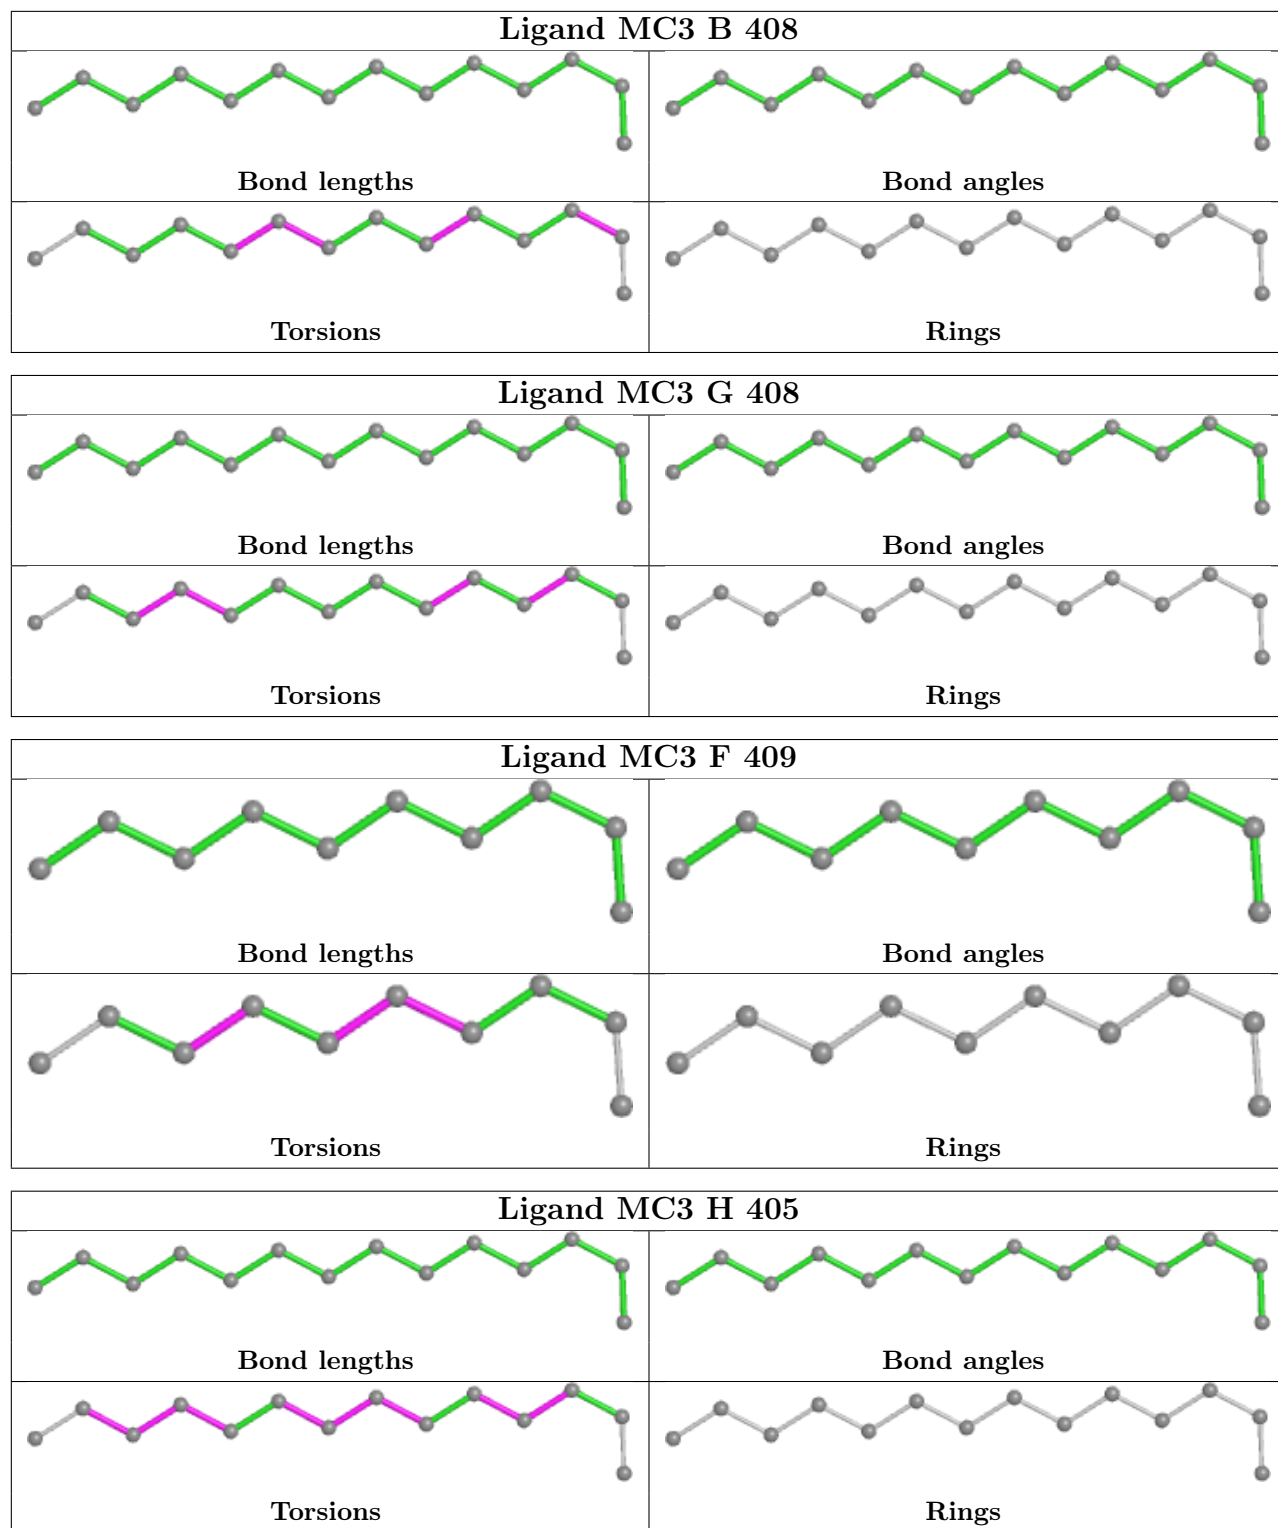 Ligand MC3 B 408
Bond lengths
Bond angles
Torsions
Rings
Ligand MC3 G 408
Bond lengths
Bond angles
Torsions
Rings
Ligand MC3 F 409
Bond lengths
Bond angles
Torsions
Rings
Ligand MC3 H 405
Bond lengths
Bond angles
Torsions
Rings